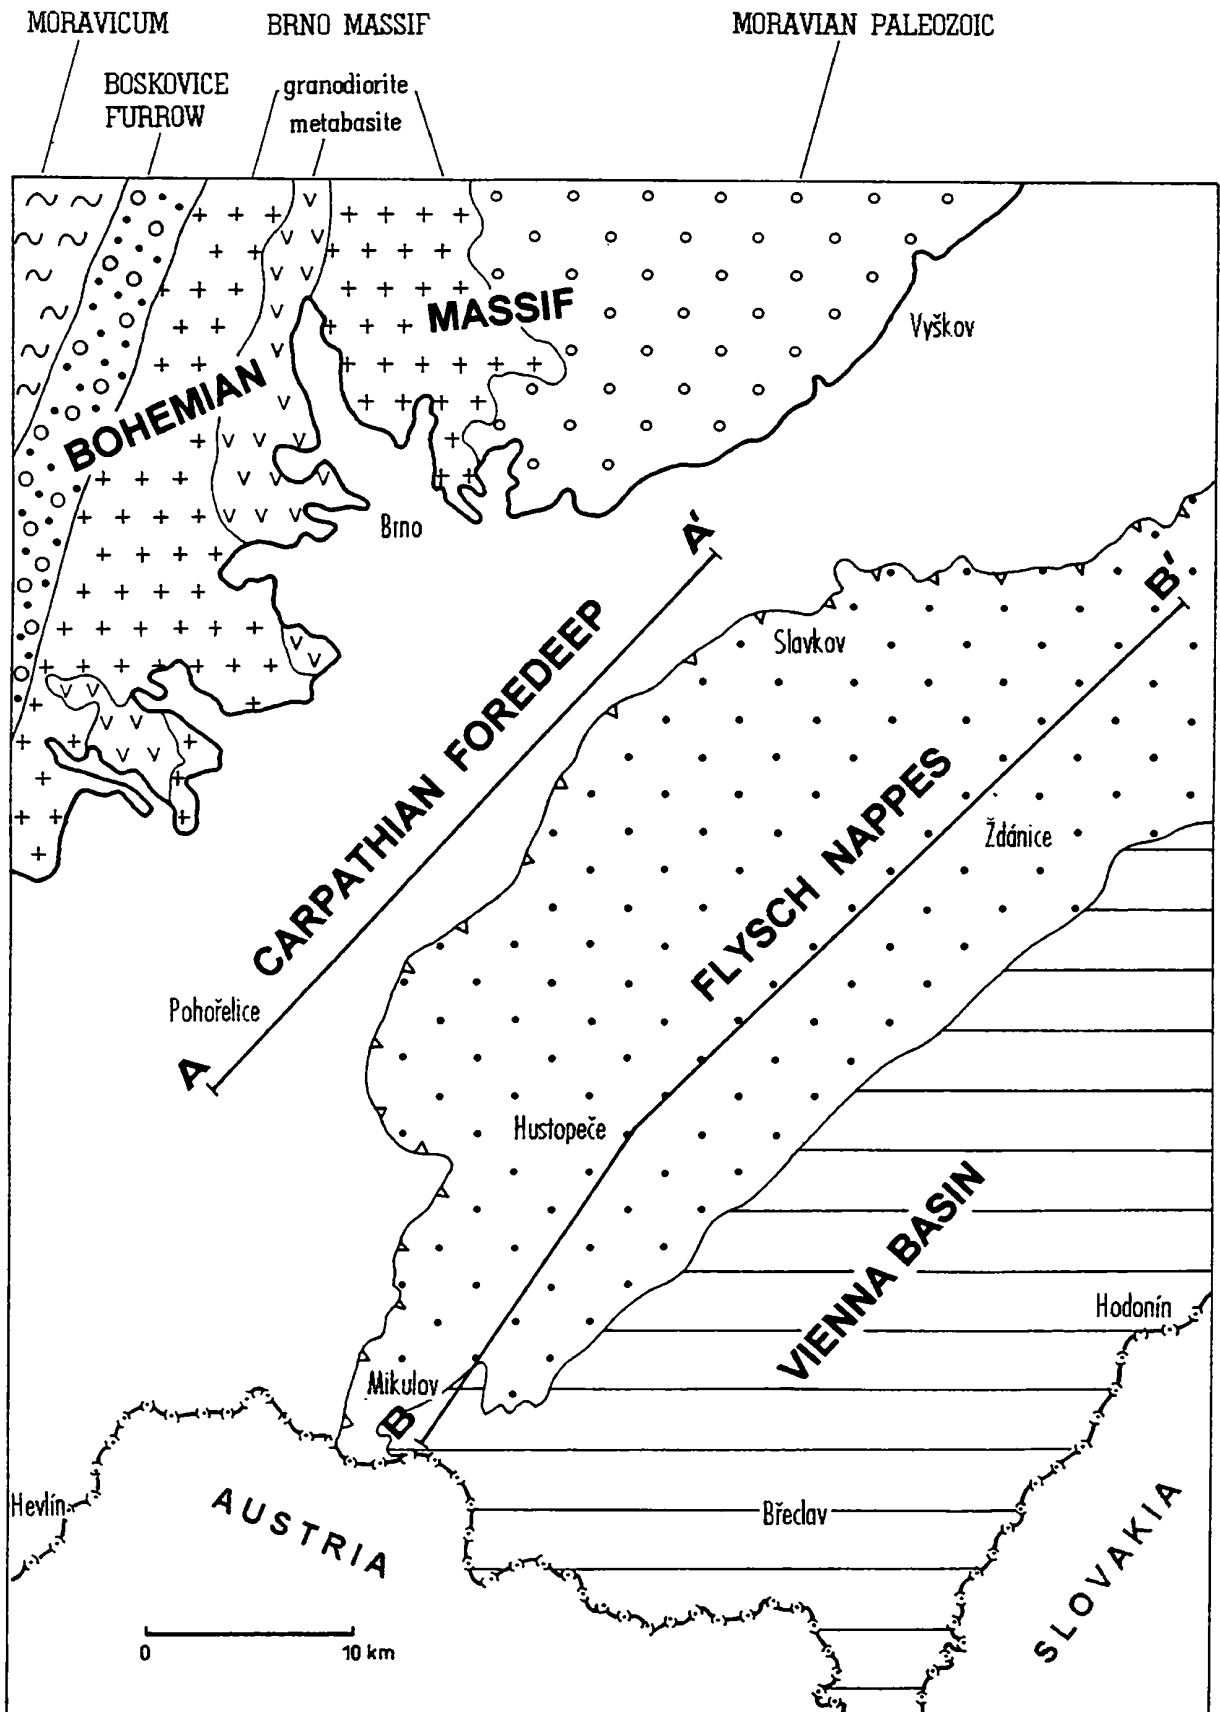 MORAVICUM
BRNO MASSIF
MORAVIAN PALEOZOIC
BOSKOVICE
FURROW
granodiorite
metabasite
MASSIF
Vyškov
BOHEMIAN
Brno
A'
B'
Slavkov
CARPATHIAN FOREDEEP
FLYSCH NAPPES
Ždánice
Pohořelice
A
Hustopeče
VIENNA BASIN
Hodonín
Mikulov
B
Hevlín
AUSTRIA
Břeclav
SLOVAKIA
0 10 km